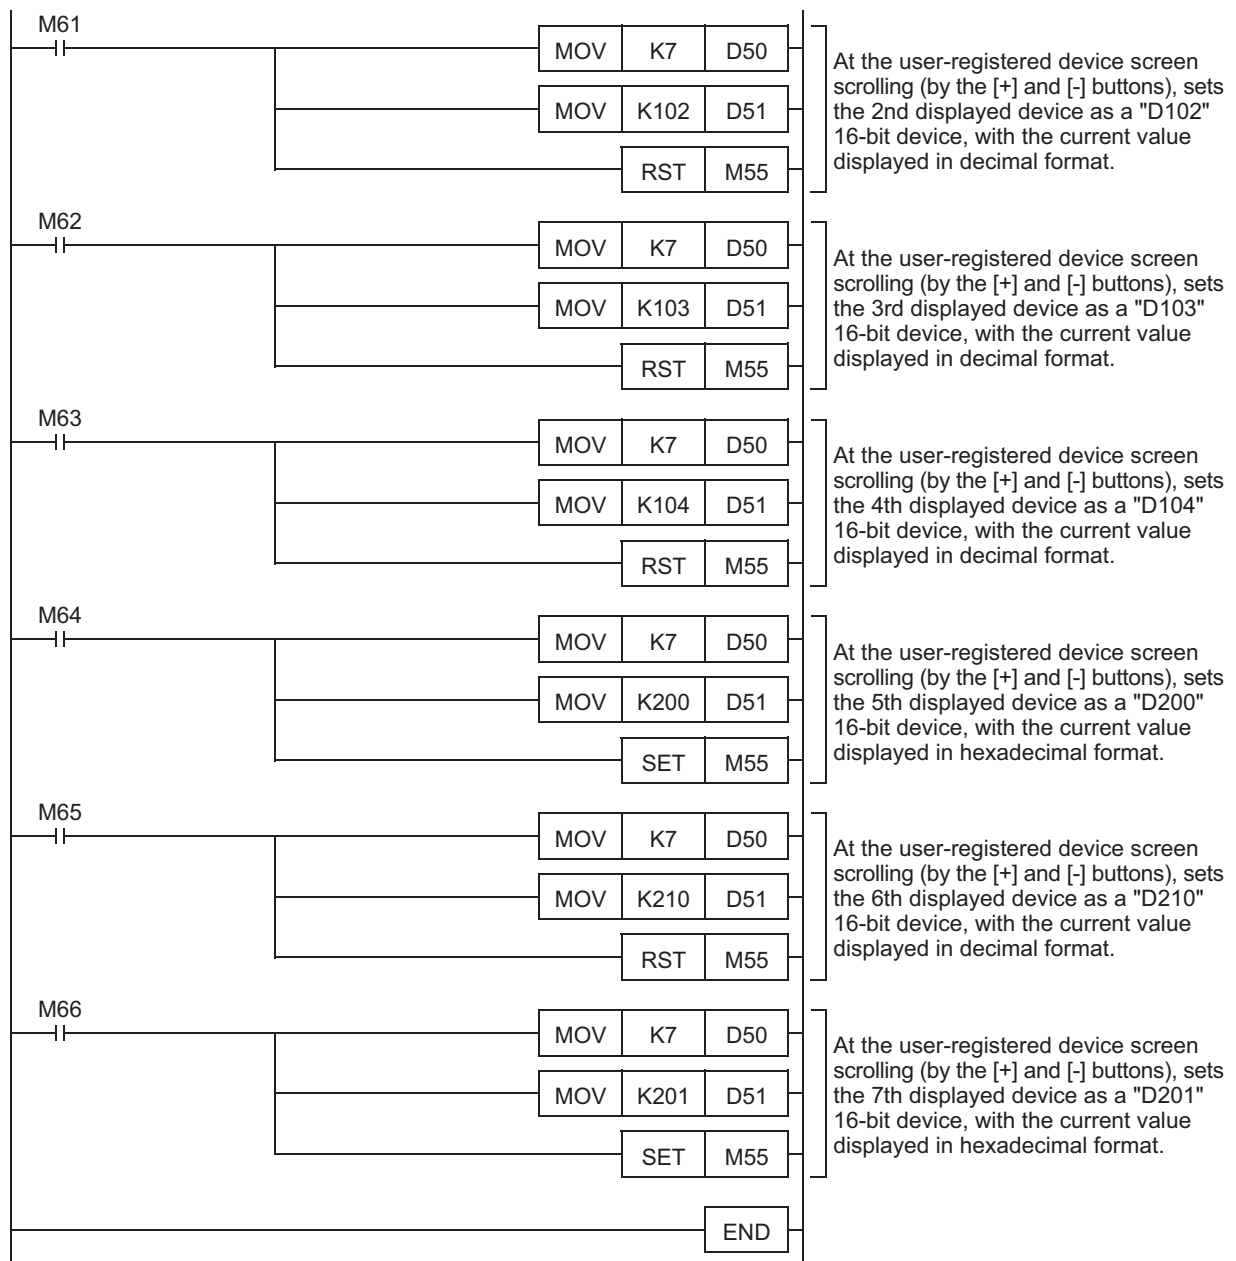 M61
MOV K7 D50
MOV K102 D51
RST M55
At the user-registered device screen
scrolling (by the [+] and [-] buttons), sets
the 2nd displayed device as a "D102"
16-bit device, with the current value
displayed in decimal format.
M62
MOV K7 D50
MOV K103 D51
RST M55
At the user-registered device screen
scrolling (by the [+] and [-] buttons), sets
the 3rd displayed device as a "D103"
16-bit device, with the current value
displayed in decimal format.
M63
MOV K7 D50
MOV K104 D51
RST M55
At the user-registered device screen
scrolling (by the [+] and [-] buttons), sets
the 4th displayed device as a "D104"
16-bit device, with the current value
displayed in decimal format.
M64
MOV K7 D50
MOV K200 D51
SET M55
At the user-registered device screen
scrolling (by the [+] and [-] buttons), sets
the 5th displayed device as a "D200"
16-bit device, with the current value
displayed in hexadecimal format.
M65
MOV K7 D50
MOV K210 D51
RST M55
At the user-registered device screen
scrolling (by the [+] and [-] buttons), sets
the 6th displayed device as a "D210"
16-bit device, with the current value
displayed in decimal format.
M66
MOV K7 D50
MOV K201 D51
SET M55
At the user-registered device screen
scrolling (by the [+] and [-] buttons), sets
the 7th displayed device as a "D201"
16-bit device, with the current value
displayed in hexadecimal format.
END